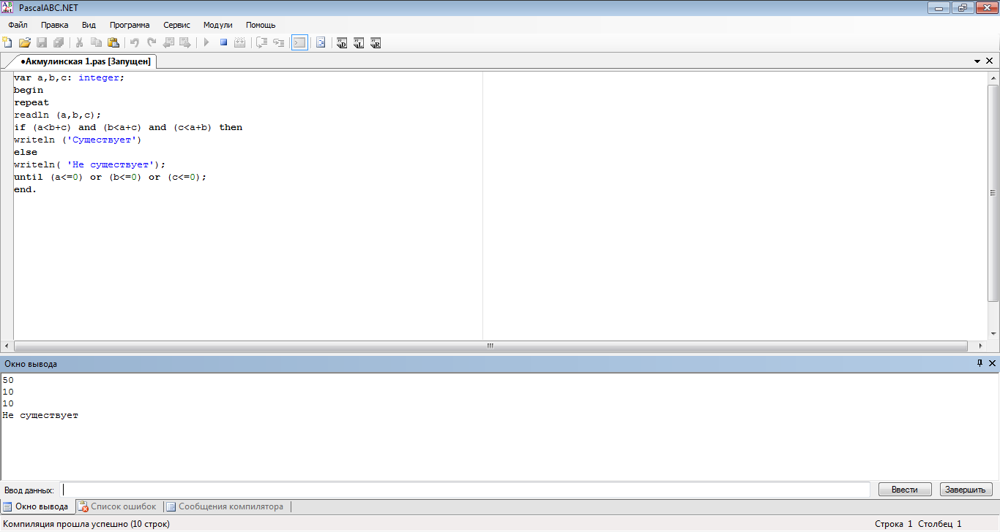 PascalABC.NET
Файл Правка Вид Программа Сервис Модули Помощь
•Акмулинская 1.pas [Запущен]
var a,b,c: integer;
begin
repeat
readln (a,b,c);
if (a<b+c) and (b<a+c) and (c<a+b) then
writeln ('Существует')
else
writeln( 'Не существует');
until (a<=0) or (b<=0) or (c<=0);
end.
Окно вывода
50
10
10
Не существует
Ввод данных: Ввести Завершить
Окно вывода Список ошибок Сообщения компилятора
Компиляция прошла успешно (10 строк) Строка 1 Столбец 1